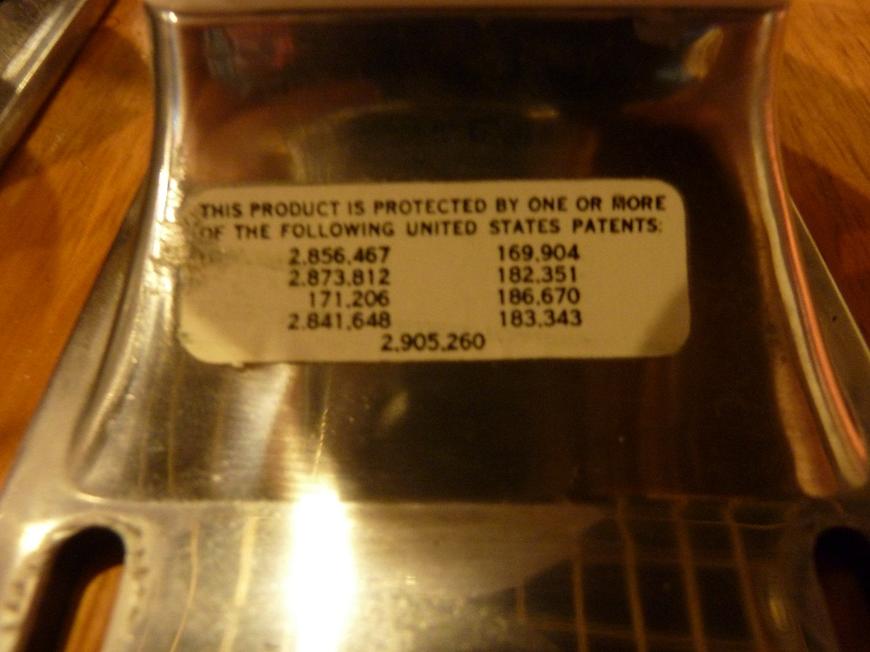 THIS PRODUCT IS PROTECTED BY ONE OR MORE
OF THE FOLLOWING UNITED STATES PATENTS:
2,856,467 169,904
2,873,812 182,351
171,206 186,670
2,841,648 183,343
2,905,260